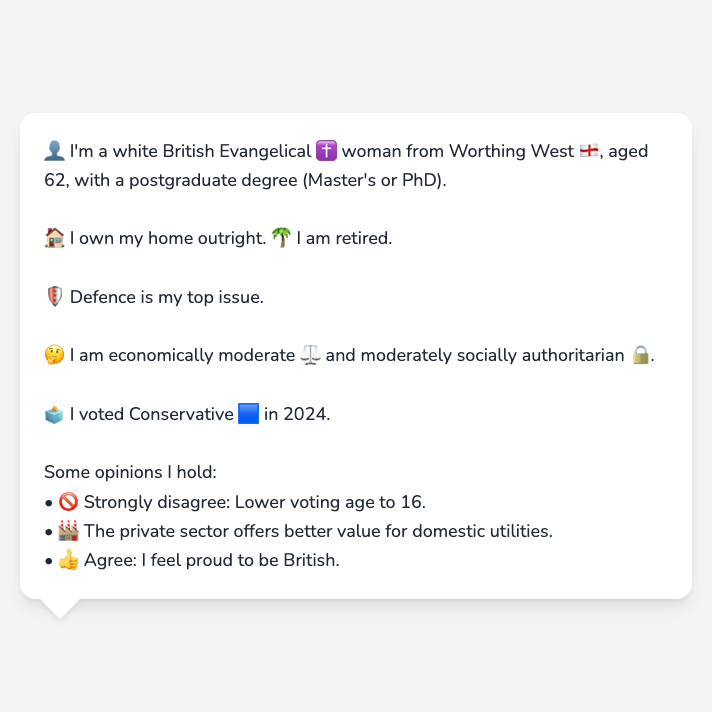 👤 I'm a white British Evangelical ✝️ woman from Worthing West 🏴󠁧󠁢󠁥󠁮󠁧󠁿, aged
62, with a postgraduate degree (Master's or PhD).
🏠 I own my home outright. 🌴 I am retired.
🛡️ Defence is my top issue.
🤔 I am economically moderate ⚖️ and moderately socially authoritarian 🔒.
🗳️ I voted Conservative 🟦 in 2024.
Some opinions I hold:
• 🚫 Strongly disagree: Lower voting age to 16.
• 🏭 The private sector offers better value for domestic utilities.
• 👍 Agree: I feel proud to be British.